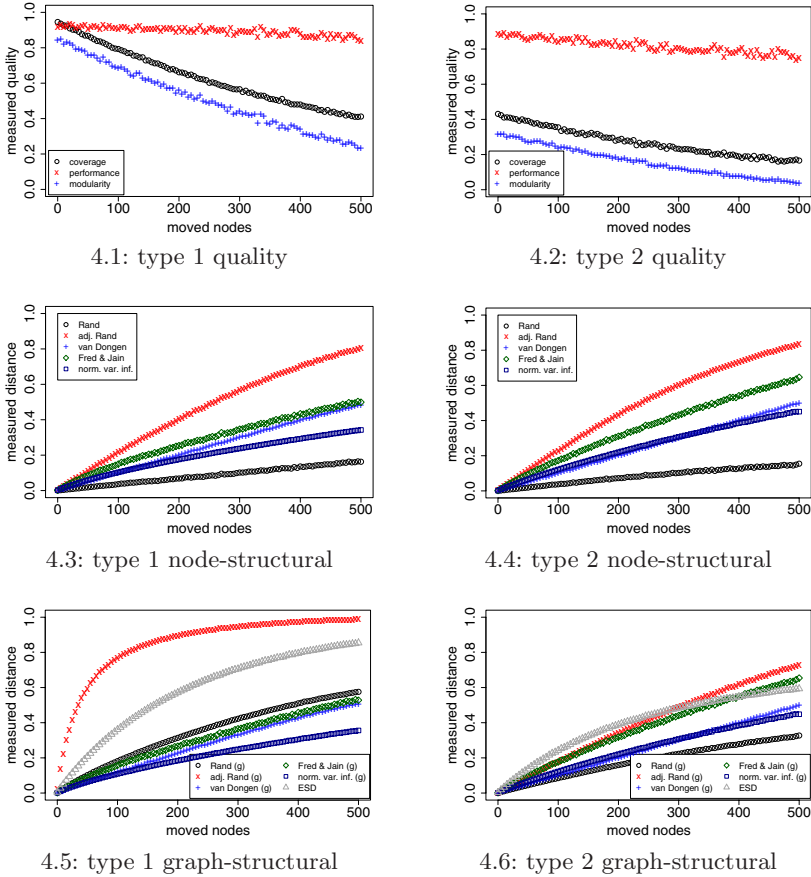 measured quality
0.0 0.2 0.4 0.6 0.8 1.0
coverage
performance
modularity
0 100 200 300 400 500
moved nodes
4.1: type 1 quality
measured quality
0.0 0.2 0.4 0.6 0.8 1.0
coverage
performance
modularity
0 100 200 300 400 500
moved nodes
4.2: type 2 quality
measured distance
0.0 0.2 0.4 0.6 0.8 1.0
Rand
adj. Rand
van Dongen
Fred & Jain
norm. var. inf.
0 100 200 300 400 500
moved nodes
4.3: type 1 node-structural
measured distance
0.0 0.2 0.4 0.6 0.8 1.0
Rand
adj. Rand
van Dongen
Fred & Jain
norm. var. inf.
0 100 200 300 400 500
moved nodes
4.4: type 2 node-structural
measured distance
0.0 0.2 0.4 0.6 0.8 1.0
Rand (g) Fred & Jain (g)
adj. Rand (g) norm. var. inf. (g)
van Dongen (g) ESD
0 100 200 300 400 500
moved nodes
4.5: type 1 graph-structural
measured distance
0.0 0.2 0.4 0.6 0.8 1.0
Rand (g) Fred & Jain (g)
adj. Rand (g) norm. var. inf. (g)
van Dongen (g) ESD
0 100 200 300 400 500
moved nodes
4.6: type 2 graph-structural